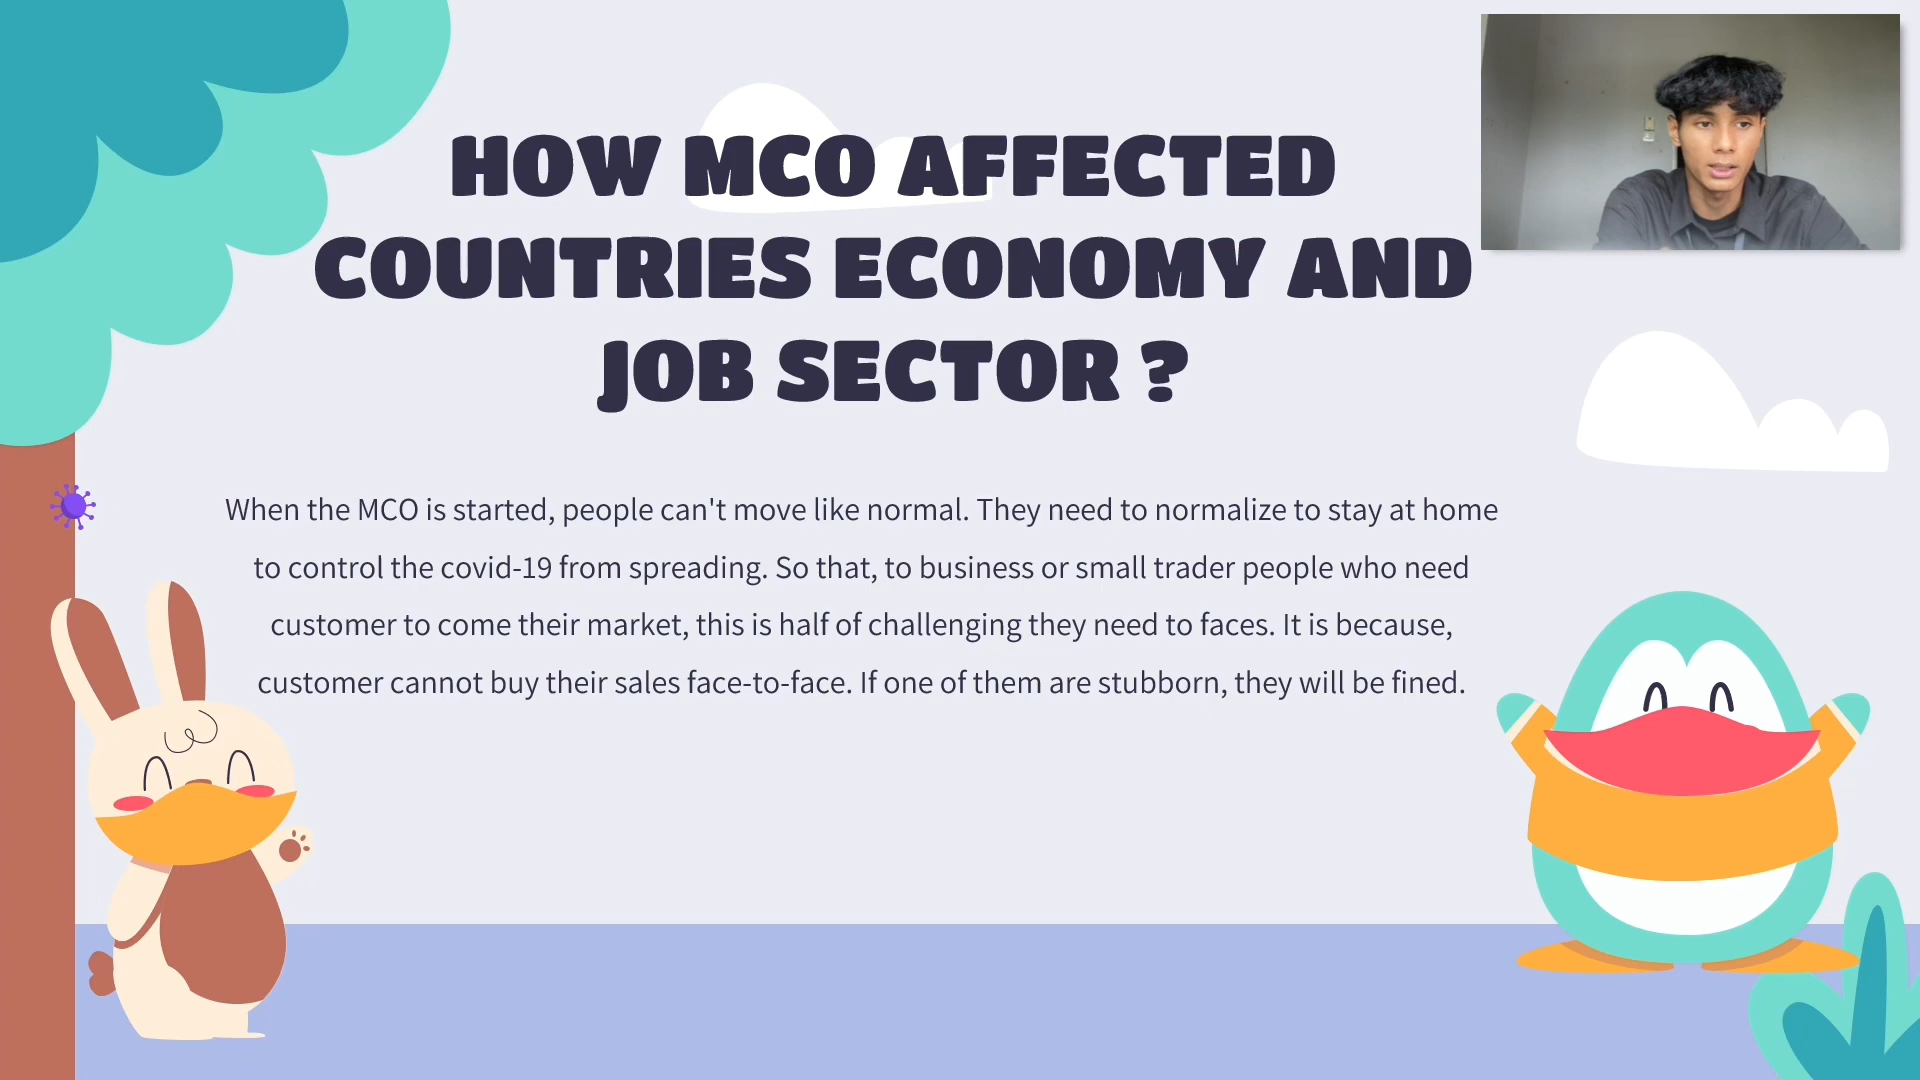 HOW MCO AFFECTED
COUNTRIES ECONOMY AND
JOB SECTOR ?
When the MCO is started, people can't move like normal. They need to normalize to stay at home
to control the covid-19 from spreading. So that, to business or small trader people who need
customer to come their market, this is half of challenging they need to faces. It is because,
customer cannot buy their sales face-to-face. If one of them are stubborn, they will be fined.